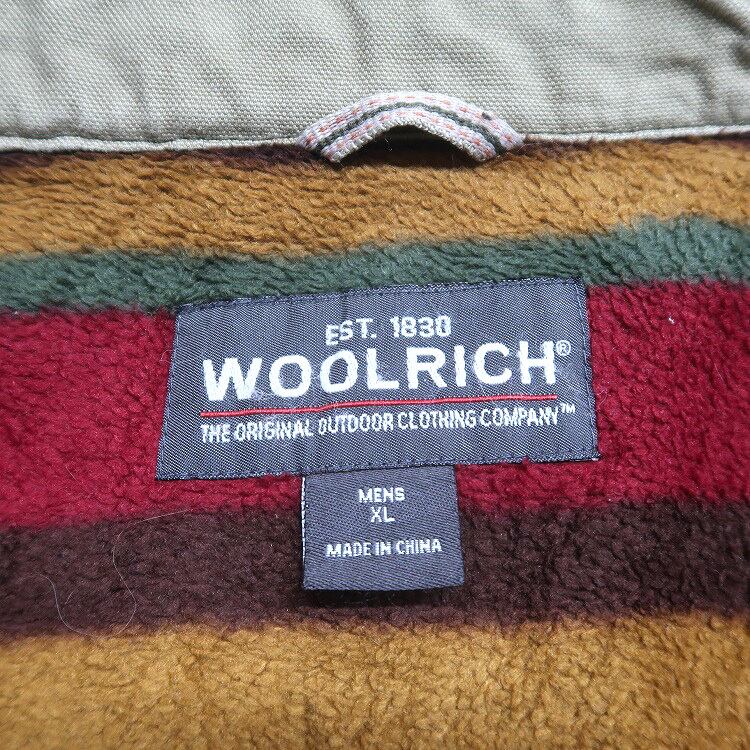 EST. 1830
WOOLRICH®
THE ORIGINAL OUTDOOR CLOTHING COMPANY™
MENS
XL
MADE IN CHINA